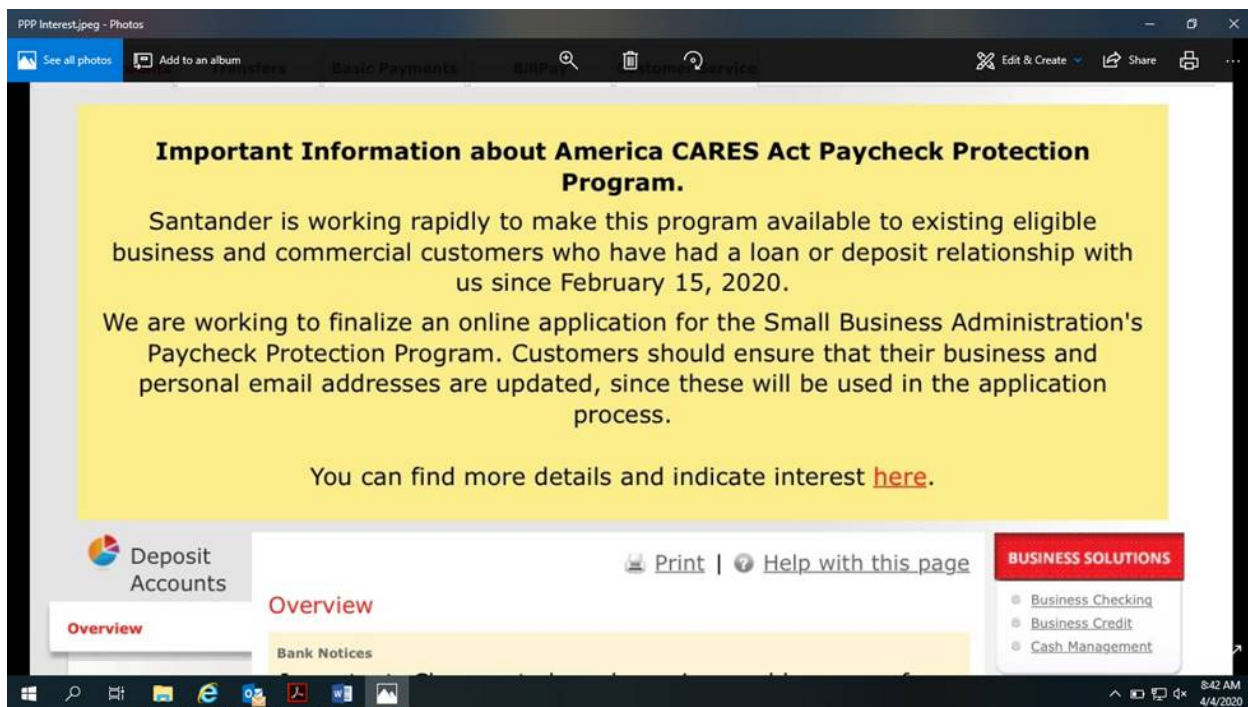 PPP Interest.jpeg - Photos
See all photos Add to an album Edit & Create Share
Transfers Basic Payments BillPay Customer Service
Important Information about America CARES Act Paycheck Protection
Program.
Santander is working rapidly to make this program available to existing eligible
business and commercial customers who have had a loan or deposit relationship with
us since February 15, 2020.
We are working to finalize an online application for the Small Business Administration's
Paycheck Protection Program. Customers should ensure that their business and
personal email addresses are updated, since these will be used in the application
process.
You can find more details and indicate interest here.
Deposit
Accounts
Overview
Print | Help with this page
Overview
Bank Notices
BUSINESS SOLUTIONS
Business Checking
Business Credit
Cash Management
8:42 AM
4/4/2020